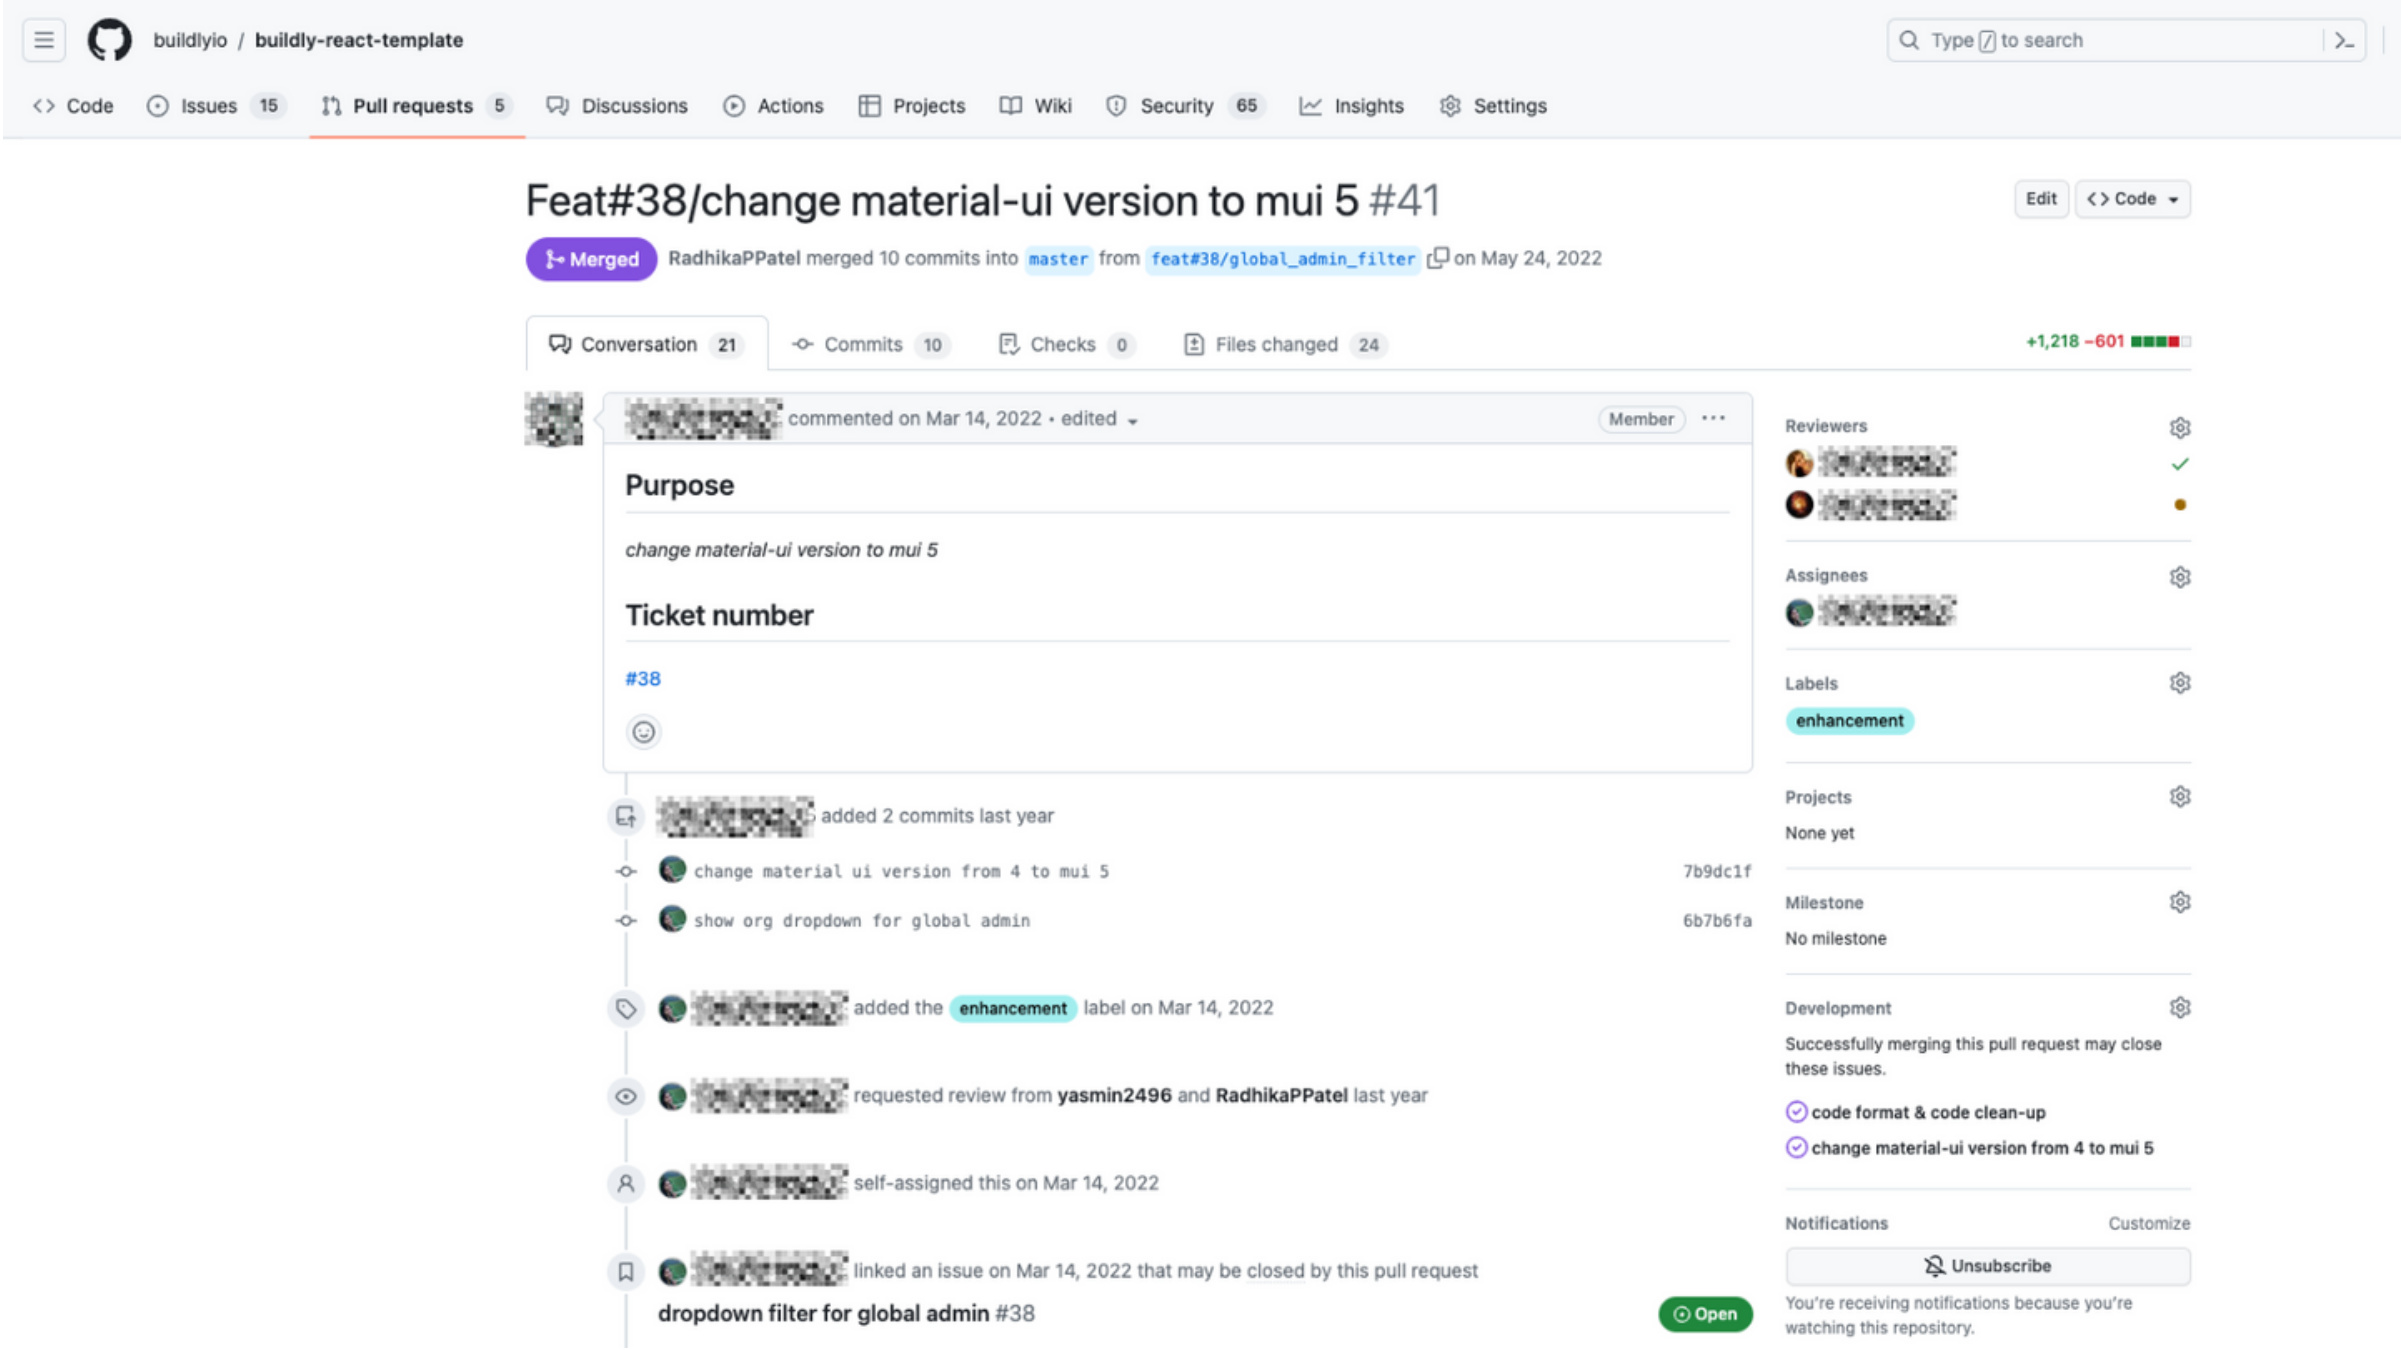 buildlyio / buildly-react-template
Type / to search
Code Issues 15 Pull requests 5 Discussions Actions Projects Wiki Security 65 Insights Settings
Feat#38/change material-ui version to mui 5 #41
Edit <> Code
Merged RadhikaPPatel merged 10 commits into master from feat#38/global_admin_filter on May 24, 2022
Conversation 21 Commits 10 Checks 0 Files changed 24
+1,218 −601
commented on Mar 14, 2022 • edited
Member
Purpose
change material-ui version to mui 5
Ticket number
#38
added 2 commits last year
change material ui version from 4 to mui 5 7b9dc1f
show org dropdown for global admin 6b7b6fa
added the enhancement label on Mar 14, 2022
requested review from yasmin2496 and RadhikaPPatel last year
self-assigned this on Mar 14, 2022
linked an issue on Mar 14, 2022 that may be closed by this pull request
dropdown filter for global admin #38 Open
Reviewers
Assignees
Labels
enhancement
Projects
None yet
Milestone
No milestone
Development
Successfully merging this pull request may close
these issues.
code format & code clean-up
change material-ui version from 4 to mui 5
Notifications Customize
Unsubscribe
You're receiving notifications because you're
watching this repository.